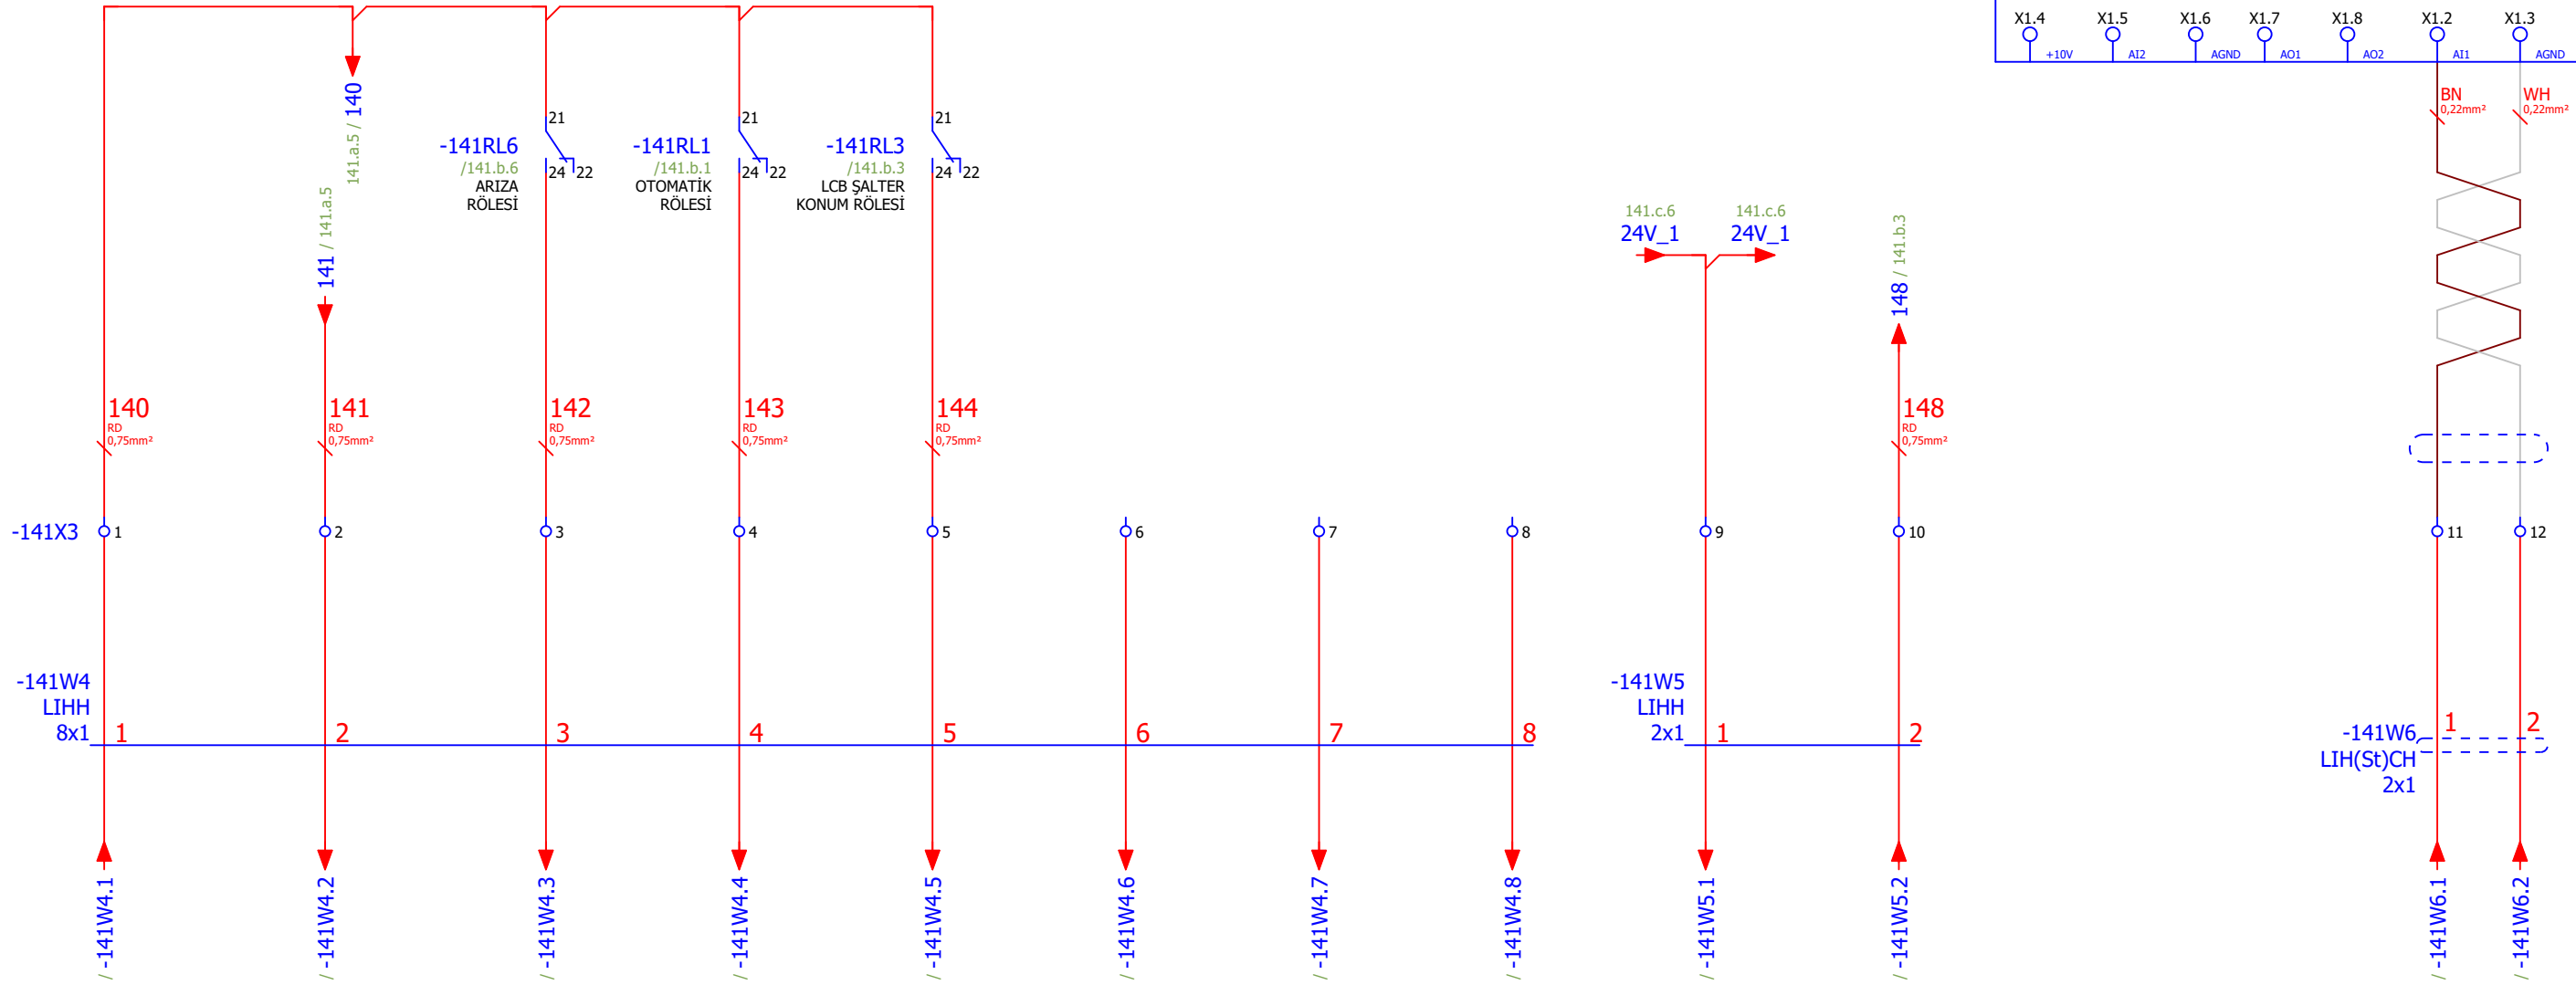 X1.4 X1.5 X1.6 X1.7 X1.8 X1.2 X1.3
+10V AI2 AGND AO1 AO2 AI1 AGND
BN
0,22mm²
WH
0,22mm²
141.a.5 / 140
141 / 141.a.5
21
-141RL6
/141.b.6
24 22
ARIZA
RÖLESİ
21
-141RL1
/141.b.1
24 22
OTOMATİK
RÖLESİ
21
-141RL3
/141.b.3
24 22
LCB ŞALTER
KONUM RÖLESİ
141.c.6 141.c.6
24V_1 24V_1
148 / 141.b.3
140
RD
0,75mm²
141
RD
0,75mm²
142
RD
0,75mm²
143
RD
0,75mm²
144
RD
0,75mm²
148
RD
0,75mm²
-141X3 1 2 3 4 5 6 7 8 9 10 11 12
-141W4
LIHH
8x1 1 2 3 4 5 6 7 8
-141W5
LIHH
2x1 1 2
-141W6 1 2
LIH(St)CH
2x1
/ -141W4.1
/ -141W4.2
/ -141W4.3
/ -141W4.4
/ -141W4.5
/ -141W4.6
/ -141W4.7
/ -141W4.8
/ -141W5.1
/ -141W5.2
/ -141W6.1
/ -141W6.2